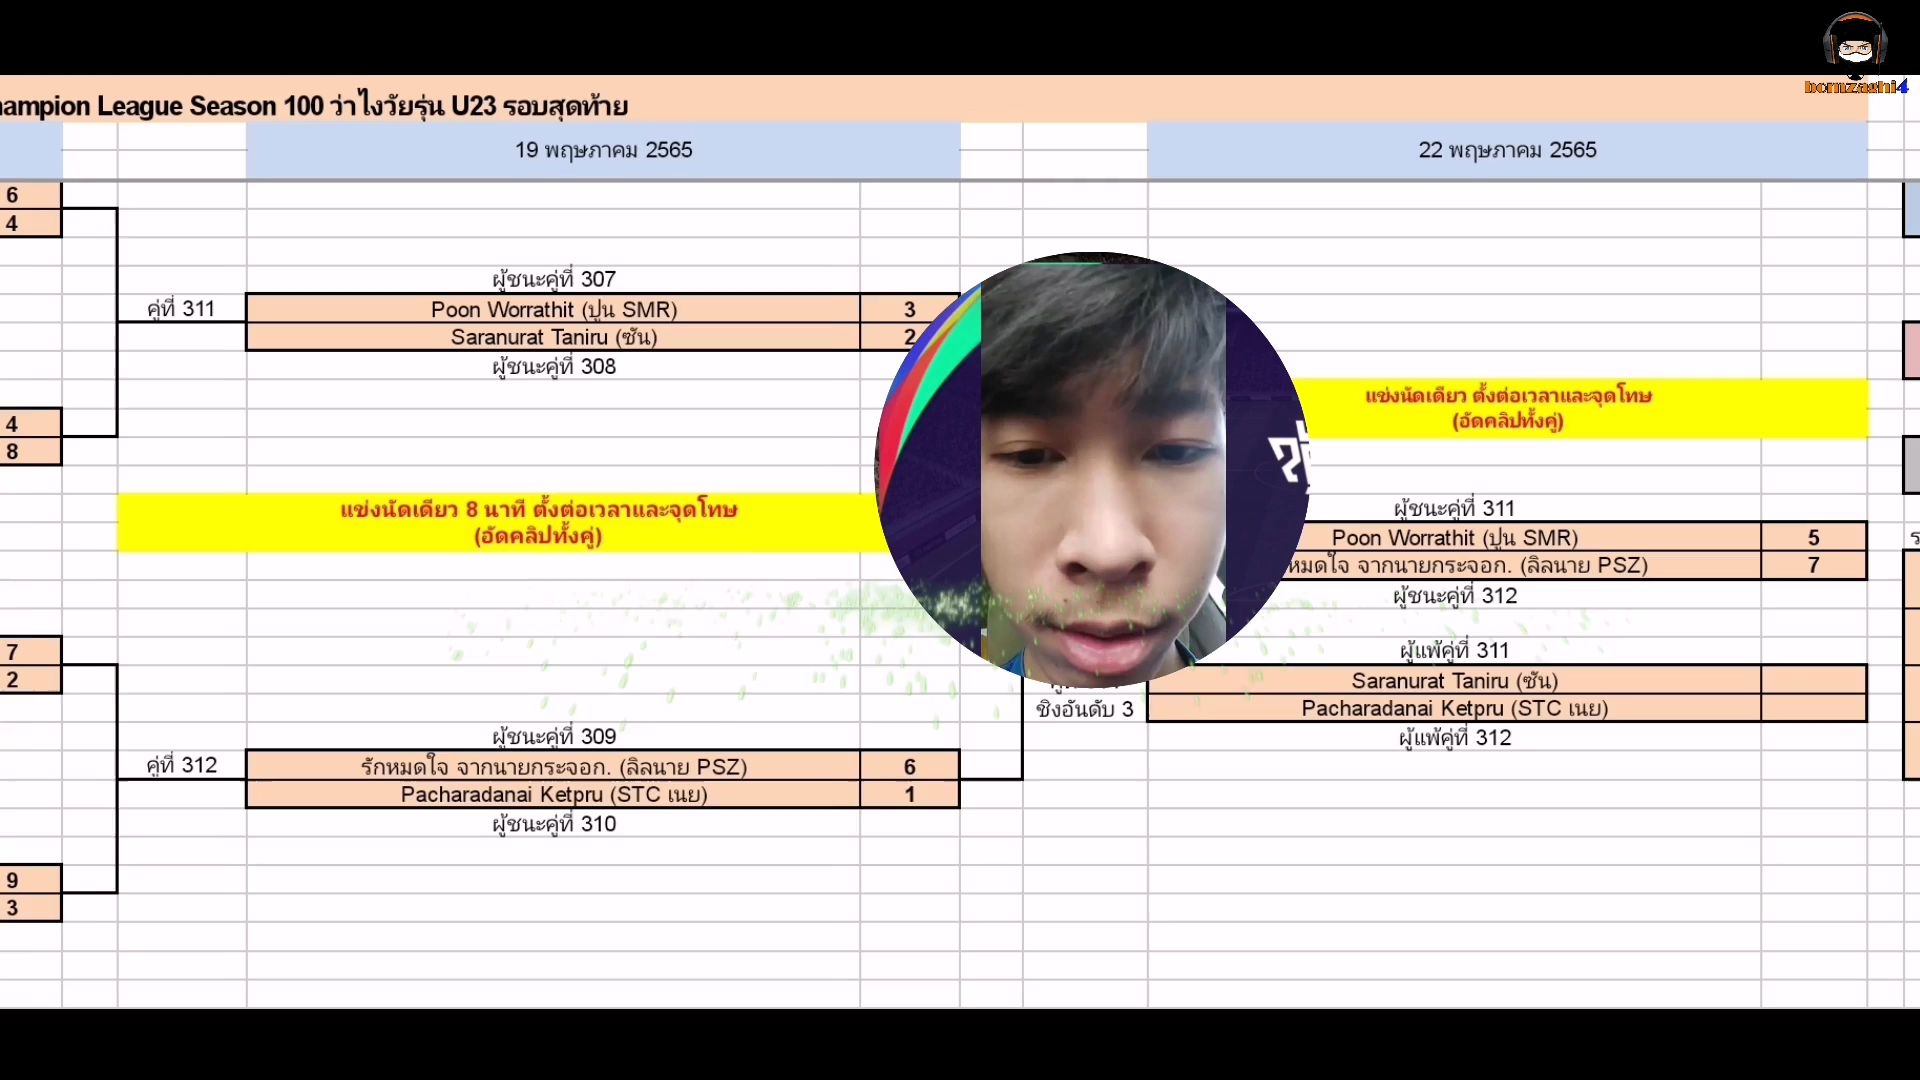 bomzashi4
hampion League Season 100 ว่าไงวัยรุ่น U23 รอบสุดท้าย
19 พฤษภาคม 2565
22 พฤษภาคม 2565
6
4
ผู้ชนะคู่ที่ 307
คู่ที่ 311
Poon Worrathit (ปูน SMR) 3
Saranurat Taniru (ซัน) 2
ผู้ชนะคู่ที่ 308
4
8
แข่งนัดเดียว 8 นาที ตั้งต่อเวลาและจุดโทษ
(อัดคลิปทั้งคู่)
7
2
ผู้ชนะคู่ที่ 309
คู่ที่ 312
รักหมดใจ จากนายกระจอก. (ลิลนาย PSZ) 6
Pacharadanai Ketpru (STC เนย) 1
ผู้ชนะคู่ที่ 310
9
3
แข่งนัดเดียว ตั้งต่อเวลาและจุดโทษ
(อัดคลิปทั้งคู่)
ผู้ชนะคู่ที่ 311
Poon Worrathit (ปูน SMR) 5
หมดใจ จากนายกระจอก. (ลิลนาย PSZ) 7
ผู้ชนะคู่ที่ 312
ผู้แพ้คู่ที่ 311
ชิงอันดับ 3
Saranurat Taniru (ซัน)
Pacharadanai Ketpru (STC เนย)
ผู้แพ้คู่ที่ 312